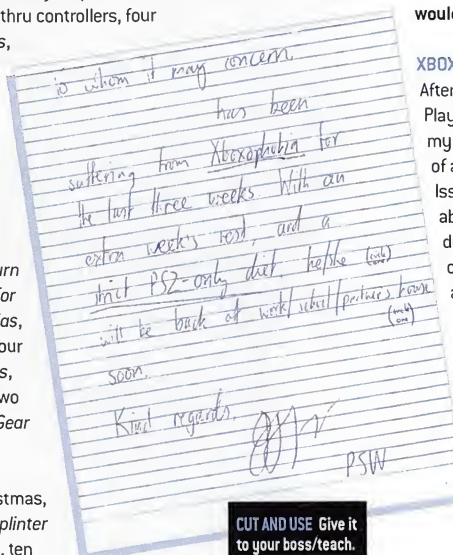 thru controllers, four
s,
urn
for
as,
our
s,
wo
Gear
stmas,
plinter
, ten
to whom it may concern.
has been
suffering from Xboxophobia for
the last three weeks. With an
extra week's rest, and a
strict PS2-only diet, he/she (tick one)
will be back at work/school/partner's house (tick one)
soon.
Kind regards,
PSW
CUT AND USE Give it
to your boss/teach.
would
XBOX
After
Play
my
of a
Iss
ab
d
c
a